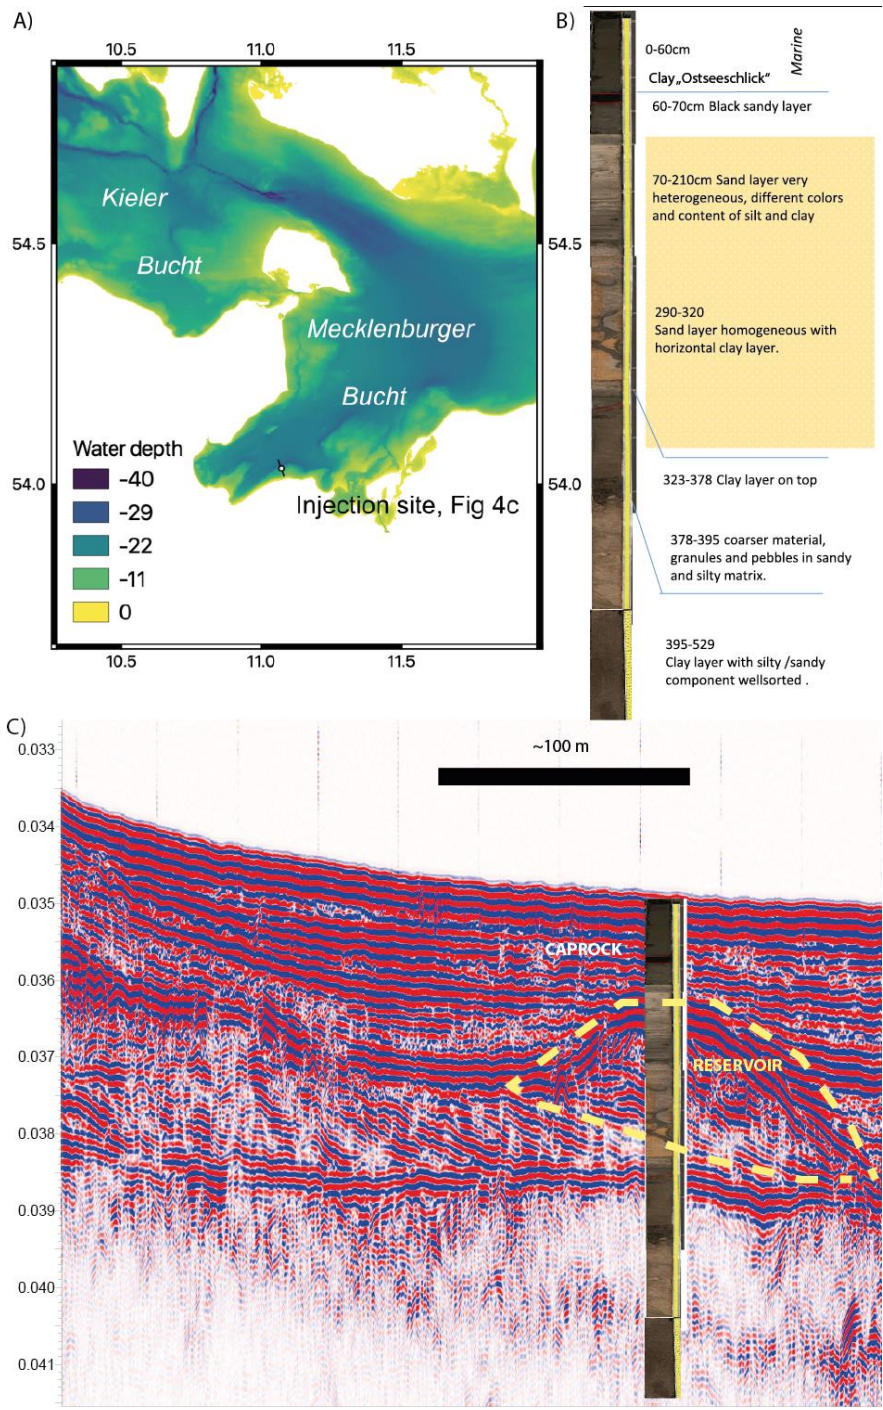 A)
10.5 11.0 11.5
54.5
54.0
Kieler
Bucht
Mecklenburger
Bucht
Water depth
-40
-29
-22
-11
0
Injection site, Fig 4c
54.5
54.0
10.5 11.0 11.5
B)
0-60cm
Marine
Clay„Ostseeschlick"
60-70cm Black sandy layer
70-210cm Sand layer very
heterogeneous, different colors
and content of silt and clay
290-320
Sand layer homogeneous with
horizontal clay layer.
323-378 Clay layer on top
378-395 coarser material,
granules and pebbles in sandy
and silty matrix.
395-529
Clay layer with silty /sandy
component wellsorted .
C)
~100 m
0.033
0.034
0.035
0.036
0.037
0.038
0.039
0.040
0.041
CAPROCK
RESERVOIR